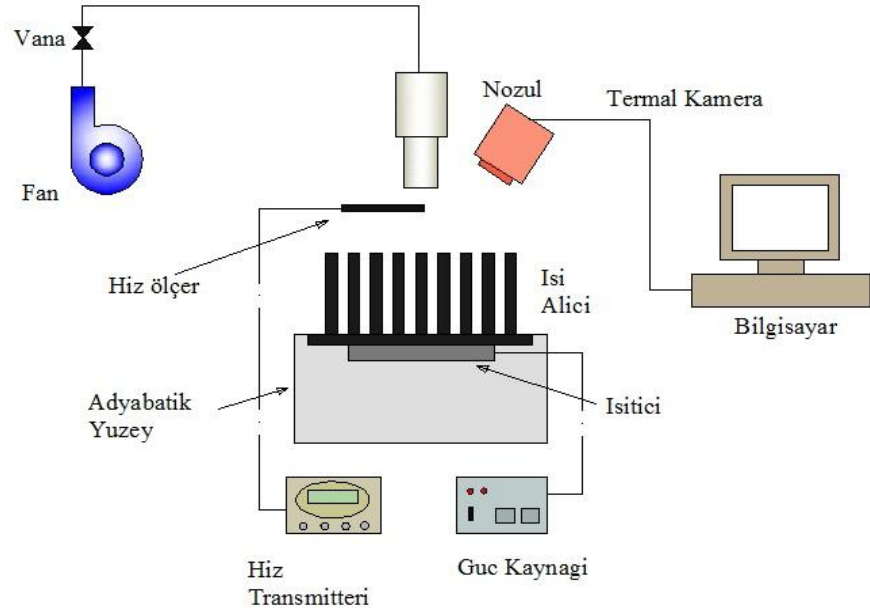 Vana
Nozul
Termal Kamera
Fan
Hiz ölçer
Isi
Alici
Bilgisayar
Adyabatik
Yuzey
Isitici
Hiz
Transmitteri
Guc Kaynagi